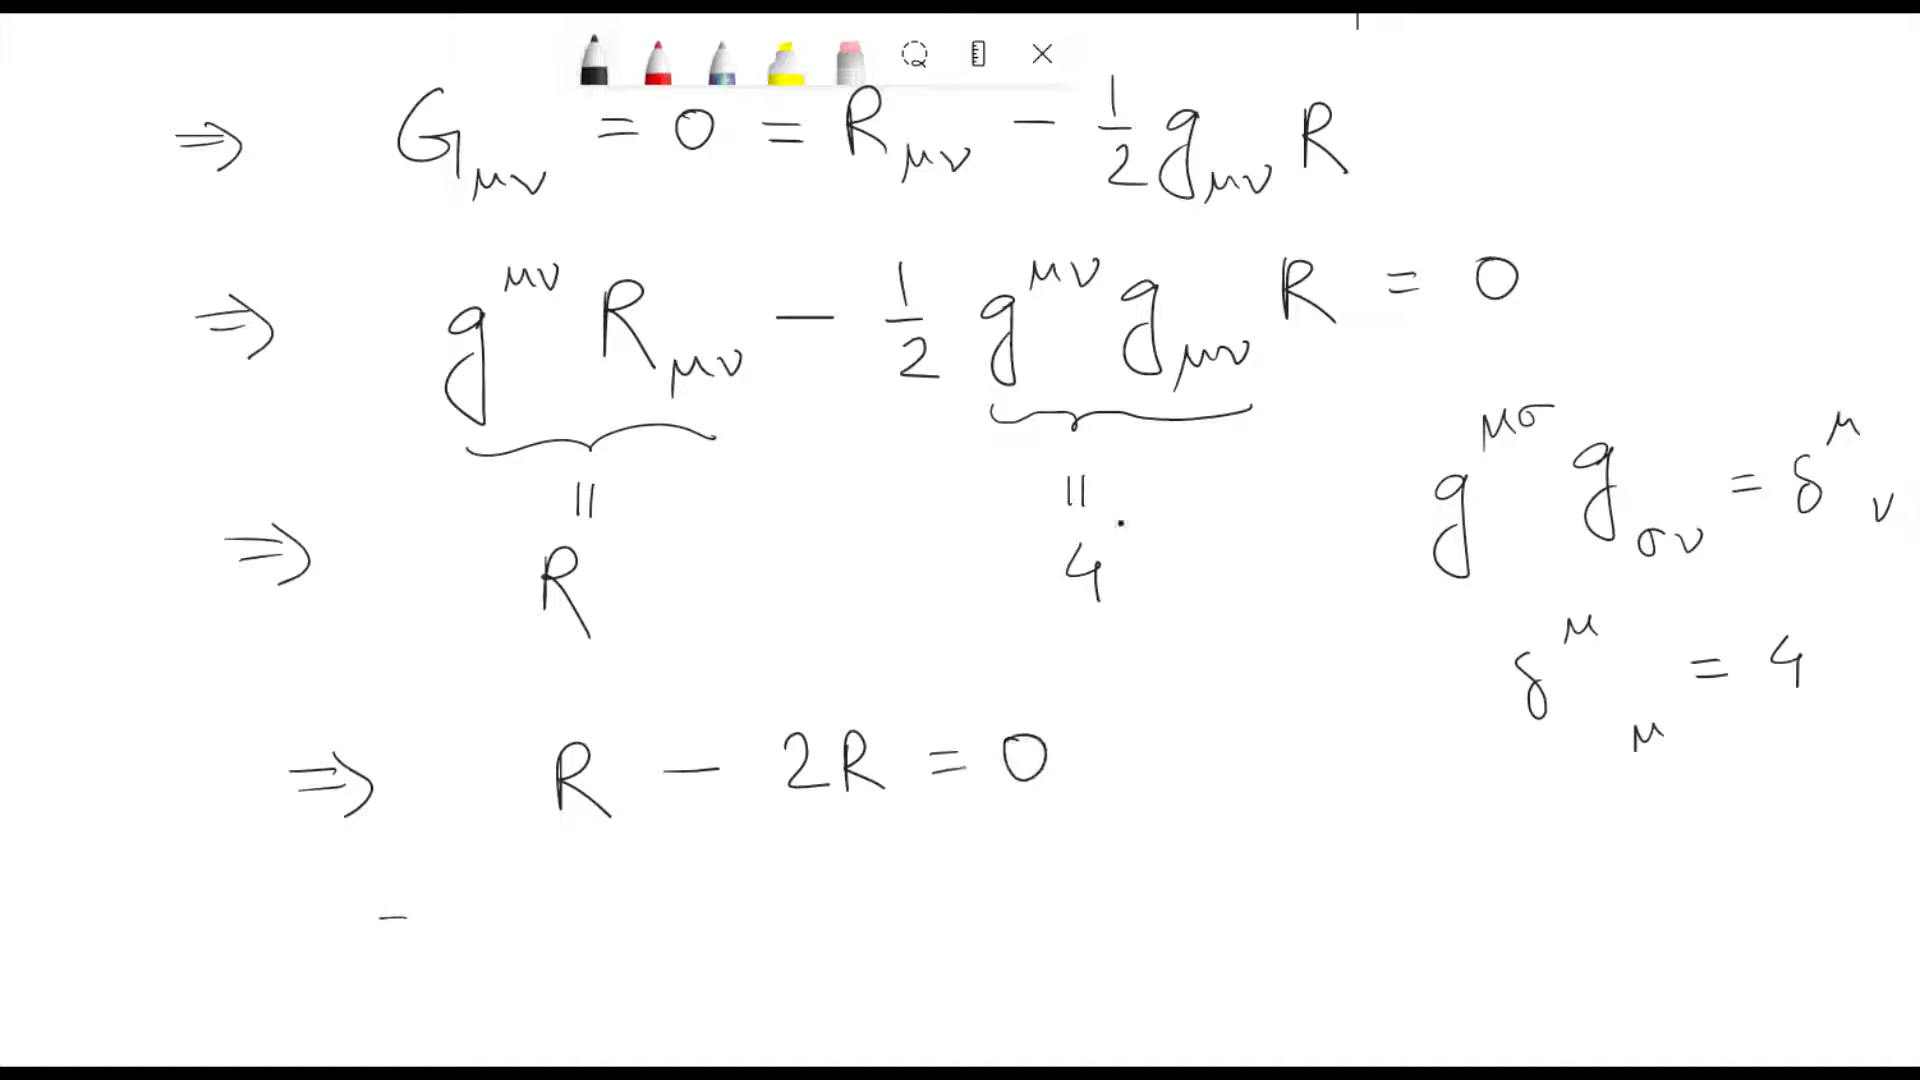 ⇒ G_μν = 0 = R_μν − 1/2 g_μν R
⇒ g^μν R_μν − 1/2 g^μν g_μν R = 0
g^μσ g_σν = δ^μ_ν
⇒ || R || 4
δ^μ_μ = 4
⇒ R − 2R = 0
−